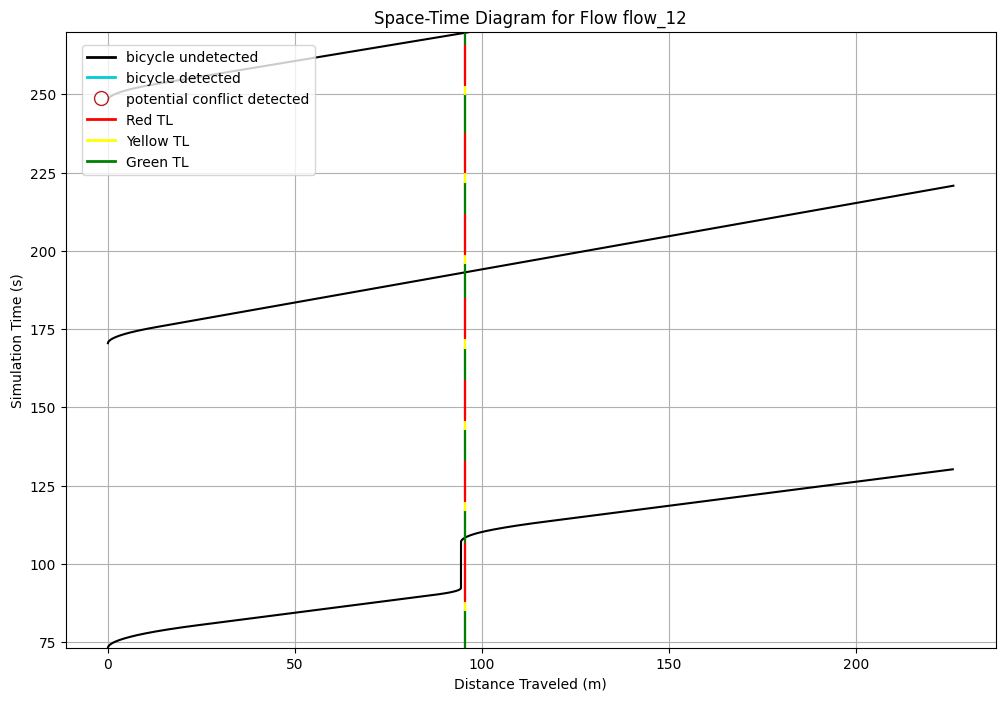 Space-Time Diagram for Flow flow_12
bicycle undetected
bicycle detected
potential conflict detected
Red TL
Yellow TL
Green TL
250
225
200
175
150
125
100
75
Simulation Time (s)
0 50 100 150 200
Distance Traveled (m)